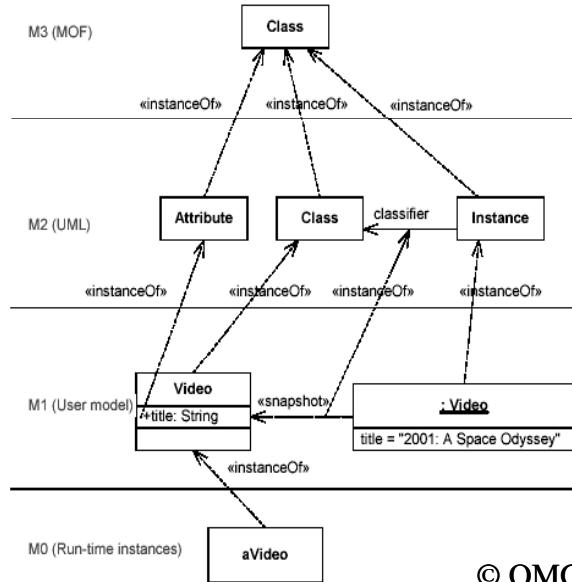 M3 (MOF)
Class
«instanceOf»
«instanceOf»
«instanceOf»
M2 (UML)
Attribute
Class
classifier
Instance
«instanceOf»
«instanceOf»
«instanceOf»
«instanceOf»
M1 (User model)
Video
+title: String
«snapshot»
: Video
title = "2001: A Space Odyssey"
«instanceOf»
M0 (Run-time instances)
aVideo
© OMG